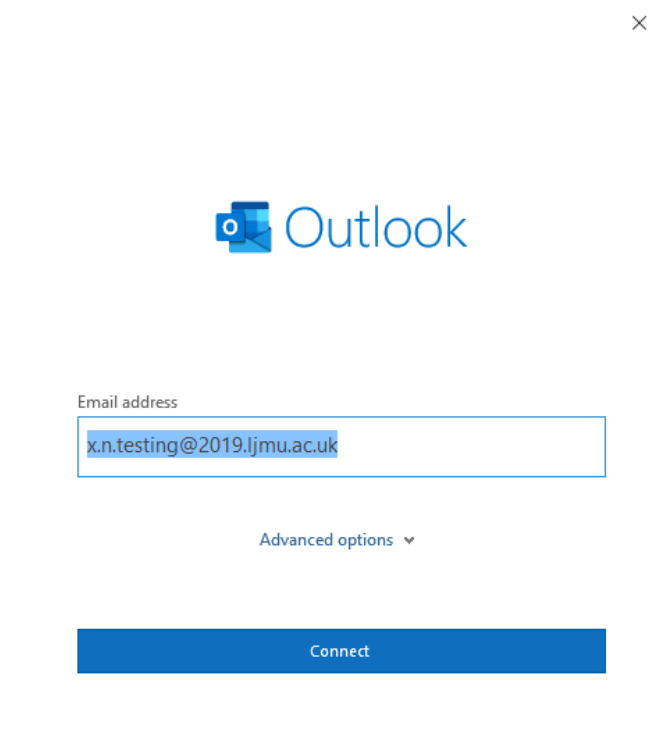 Outlook
Email address
x.n.testing@2019.ljmu.ac.uk
Advanced options
Connect